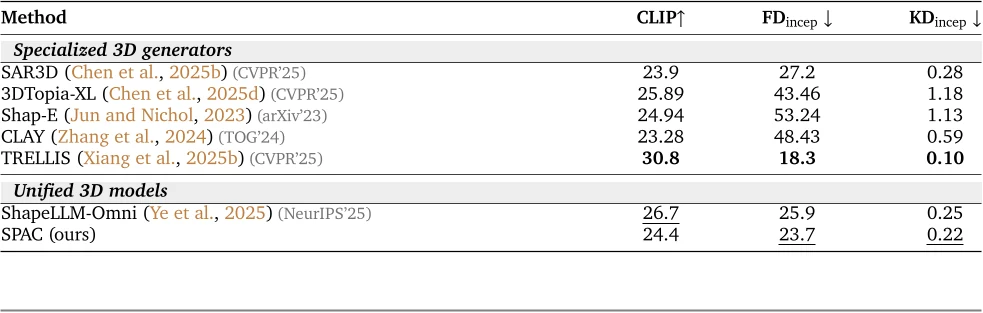 Method CLIP↑ FDincep ↓ KDincep ↓
Specialized 3D generators
SAR3D (Chen et al., 2025b) (CVPR'25) 23.9 27.2 0.28
3DTopia-XL (Chen et al., 2025d) (CVPR'25) 25.89 43.46 1.18
Shap-E (Jun and Nichol, 2023) (arXiv'23) 24.94 53.24 1.13
CLAY (Zhang et al., 2024) (TOG'24) 23.28 48.43 0.59
TRELLIS (Xiang et al., 2025b) (CVPR'25) 30.8 18.3 0.10
Unified 3D models
ShapeLLM-Omni (Ye et al., 2025) (NeurIPS'25) 26.7 25.9 0.25
SPAC (ours) 24.4 23.7 0.22